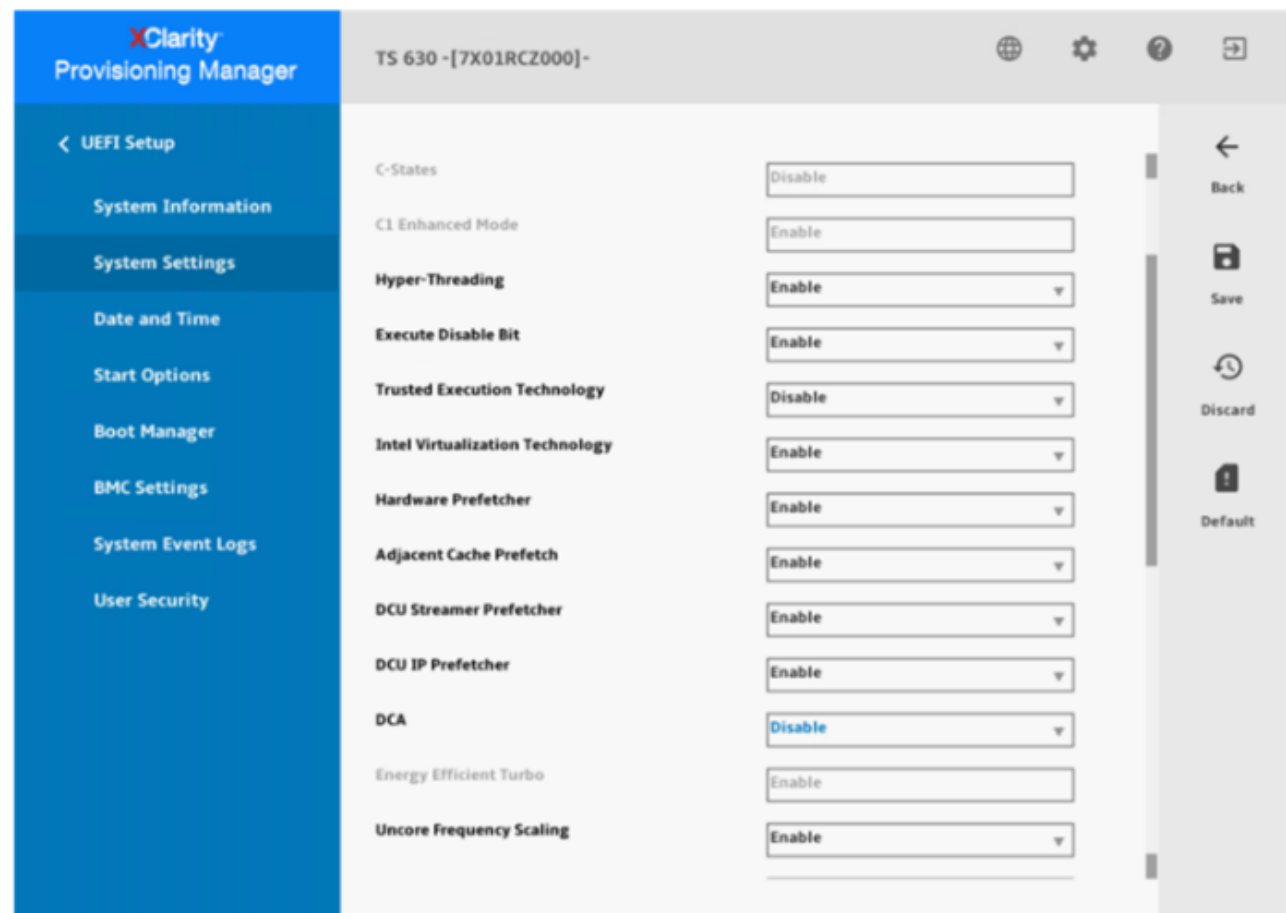 XClarity
Provisioning Manager
TS 630 -[7X01RCZ000]-
UEFI Setup
System Information
System Settings
Date and Time
Start Options
Boot Manager
BMC Settings
System Event Logs
User Security
C-States Disable
C1 Enhanced Mode Enable
Hyper-Threading Enable
Execute Disable Bit Enable
Trusted Execution Technology Disable
Intel Virtualization Technology Enable
Hardware Prefetcher Enable
Adjacent Cache Prefetch Enable
DCU Streamer Prefetcher Enable
DCU IP Prefetcher Enable
DCA Disable
Energy Efficient Turbo Enable
Uncore Frequency Scaling Enable
Back
Save
Discard
Default